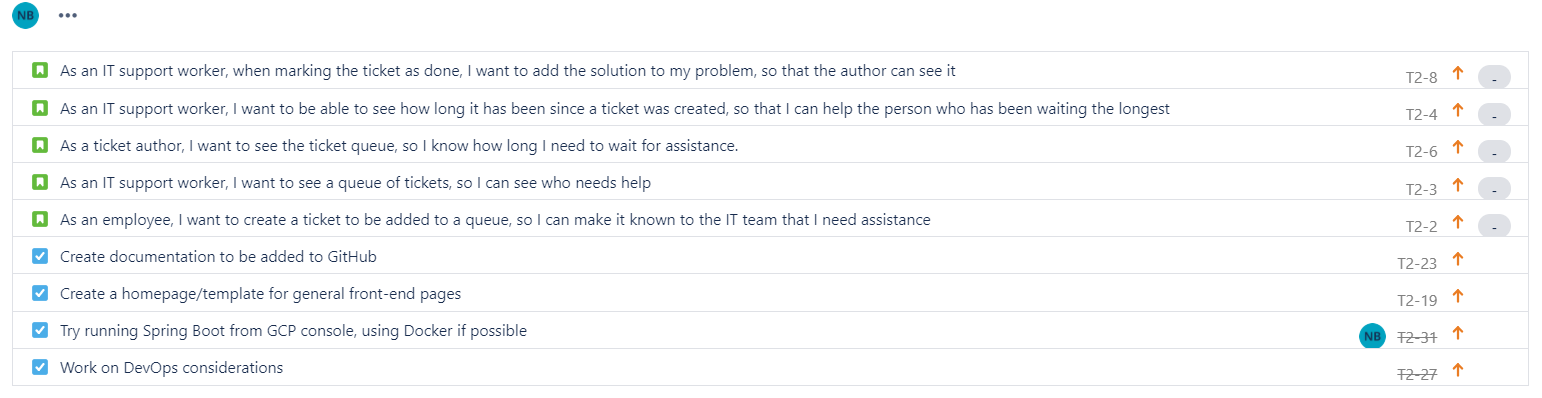 NB •••
As an IT support worker, when marking the ticket as done, I want to add the solution to my problem, so that the author can see it T2-8 -
As an IT support worker, I want to be able to see how long it has been since a ticket was created, so that I can help the person who has been waiting the longest T2-4 -
As a ticket author, I want to see the ticket queue, so I know how long I need to wait for assistance. T2-6 -
As an IT support worker, I want to see a queue of tickets, so I can see who needs help T2-3 -
As an employee, I want to create a ticket to be added to a queue, so I can make it known to the IT team that I need assistance T2-2 -
Create documentation to be added to GitHub T2-23
Create a homepage/template for general front-end pages T2-19
Try running Spring Boot from GCP console, using Docker if possible NB T2-31
Work on DevOps considerations T2-27